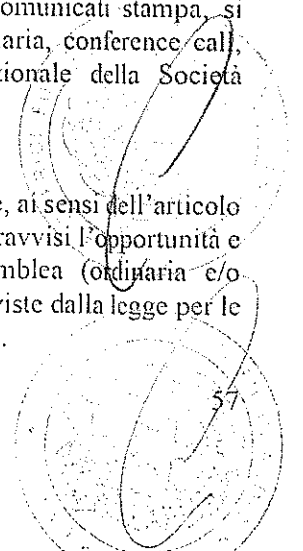 omunicati stampa, si
aria, conference call,
zionale della Società
e, ai sensi dell'articolo
ravvisi l'opportunità e
mblea (ordinaria e/o
viste dalla legge per le
57